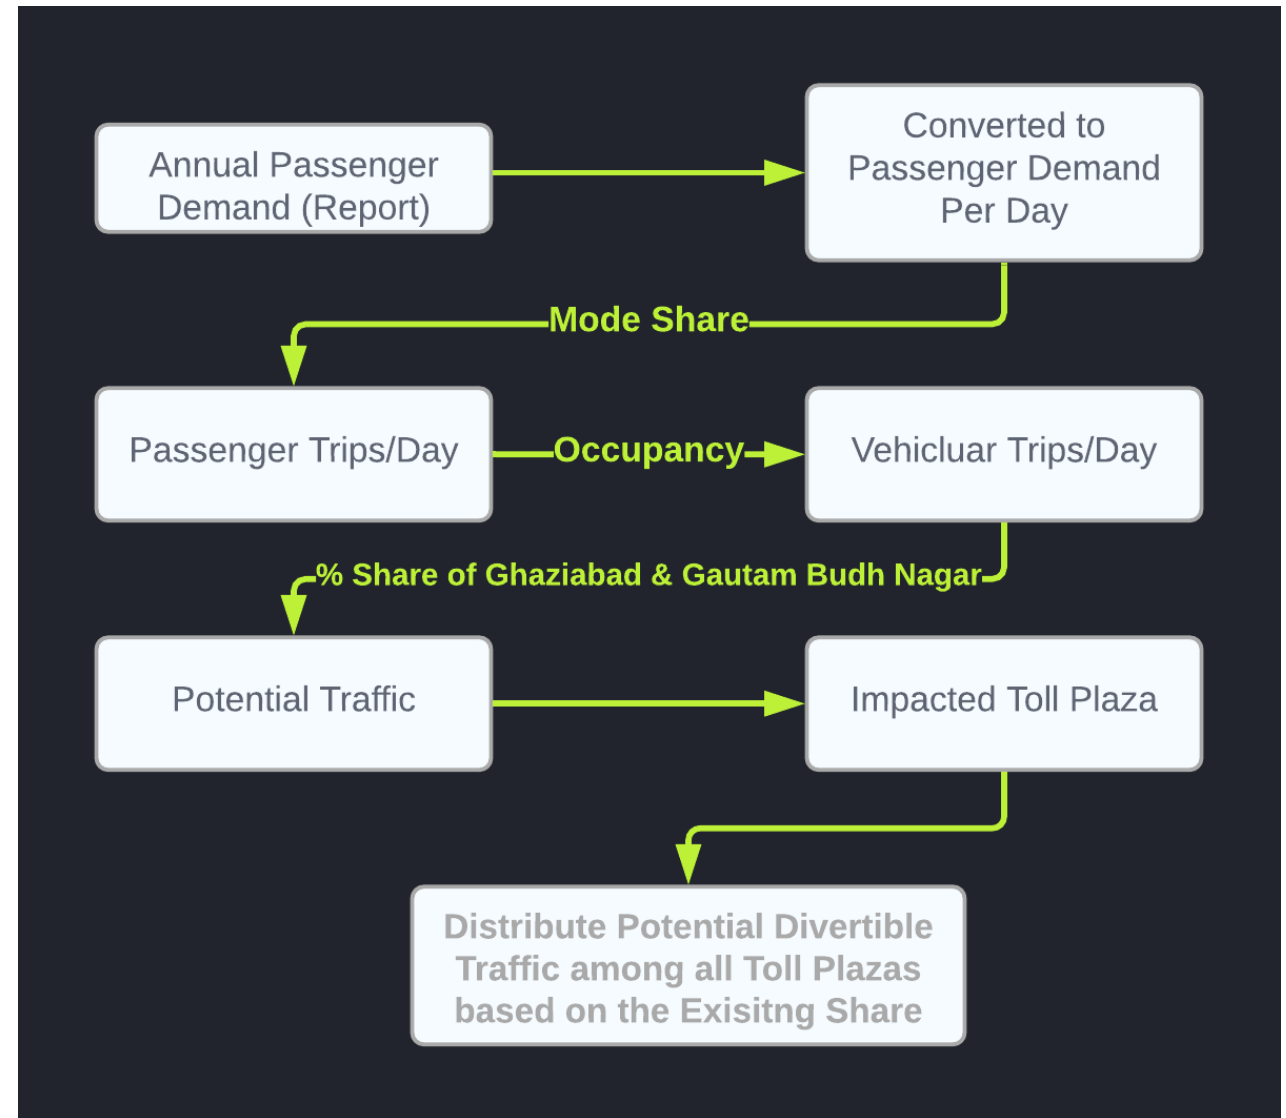 Annual Passenger
Demand (Report)
Converted to
Passenger Demand
Per Day
Mode Share
Passenger Trips/Day
Occupancy
Vehicluar Trips/Day
% Share of Ghaziabad & Gautam Budh Nagar
Potential Traffic
Impacted Toll Plaza
Distribute Potential Divertible
Traffic among all Toll Plazas
based on the Exisitng Share